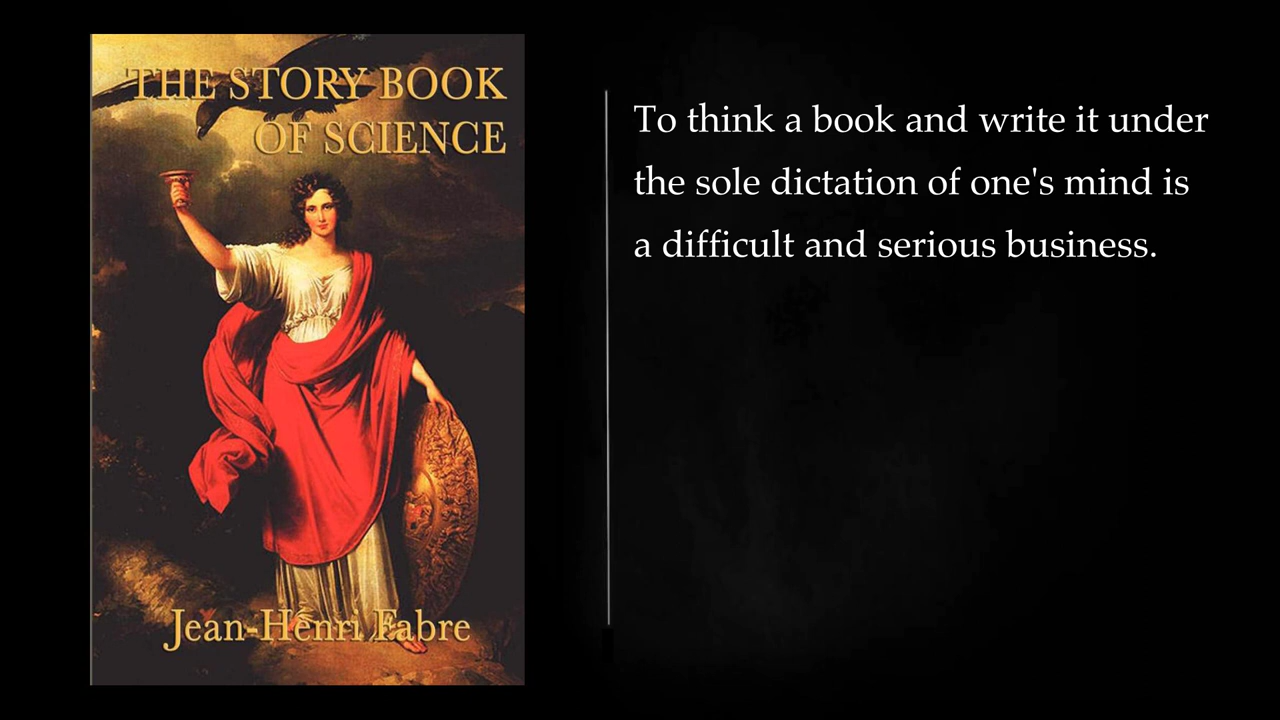 THE STORY BOOK
OF SCIENCE
Jean-Henri Fabre
To think a book and write it under
the sole dictation of one's mind is
a difficult and serious business.